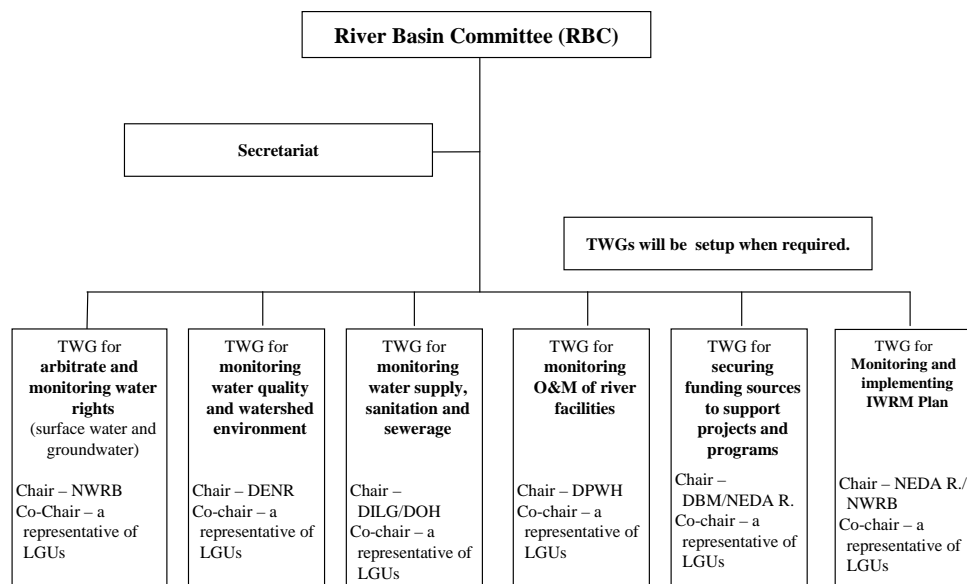 River Basin Committee (RBC)
Secretariat
TWGs will be setup when required.
TWG for
arbitrate and
monitoring water
rights
(surface water and
groundwater)
Chair – NWRB
Co-Chair – a
representative of
LGUs
TWG for
monitoring
water quality
and watershed
environment
Chair – DENR
Co-chair – a
representative of
LGUs
TWG for
monitoring
water supply,
sanitation and
sewerage
Chair –
DILG/DOH
Co-chair – a
representative of
LGUs
TWG for
monitoring
O&M of river
facilities
Chair – DPWH
Co-chair – a
representative of
LGUs
TWG for
securing
funding sources
to support
projects and
programs
Chair –
DBM/NEDA R.
Co-chair – a
representative of
LGUs
TWG for
Monitoring and
implementing
IWRM Plan
Chair – NEDA R./
NWRB
Co-chair – a
representative of
LGUs